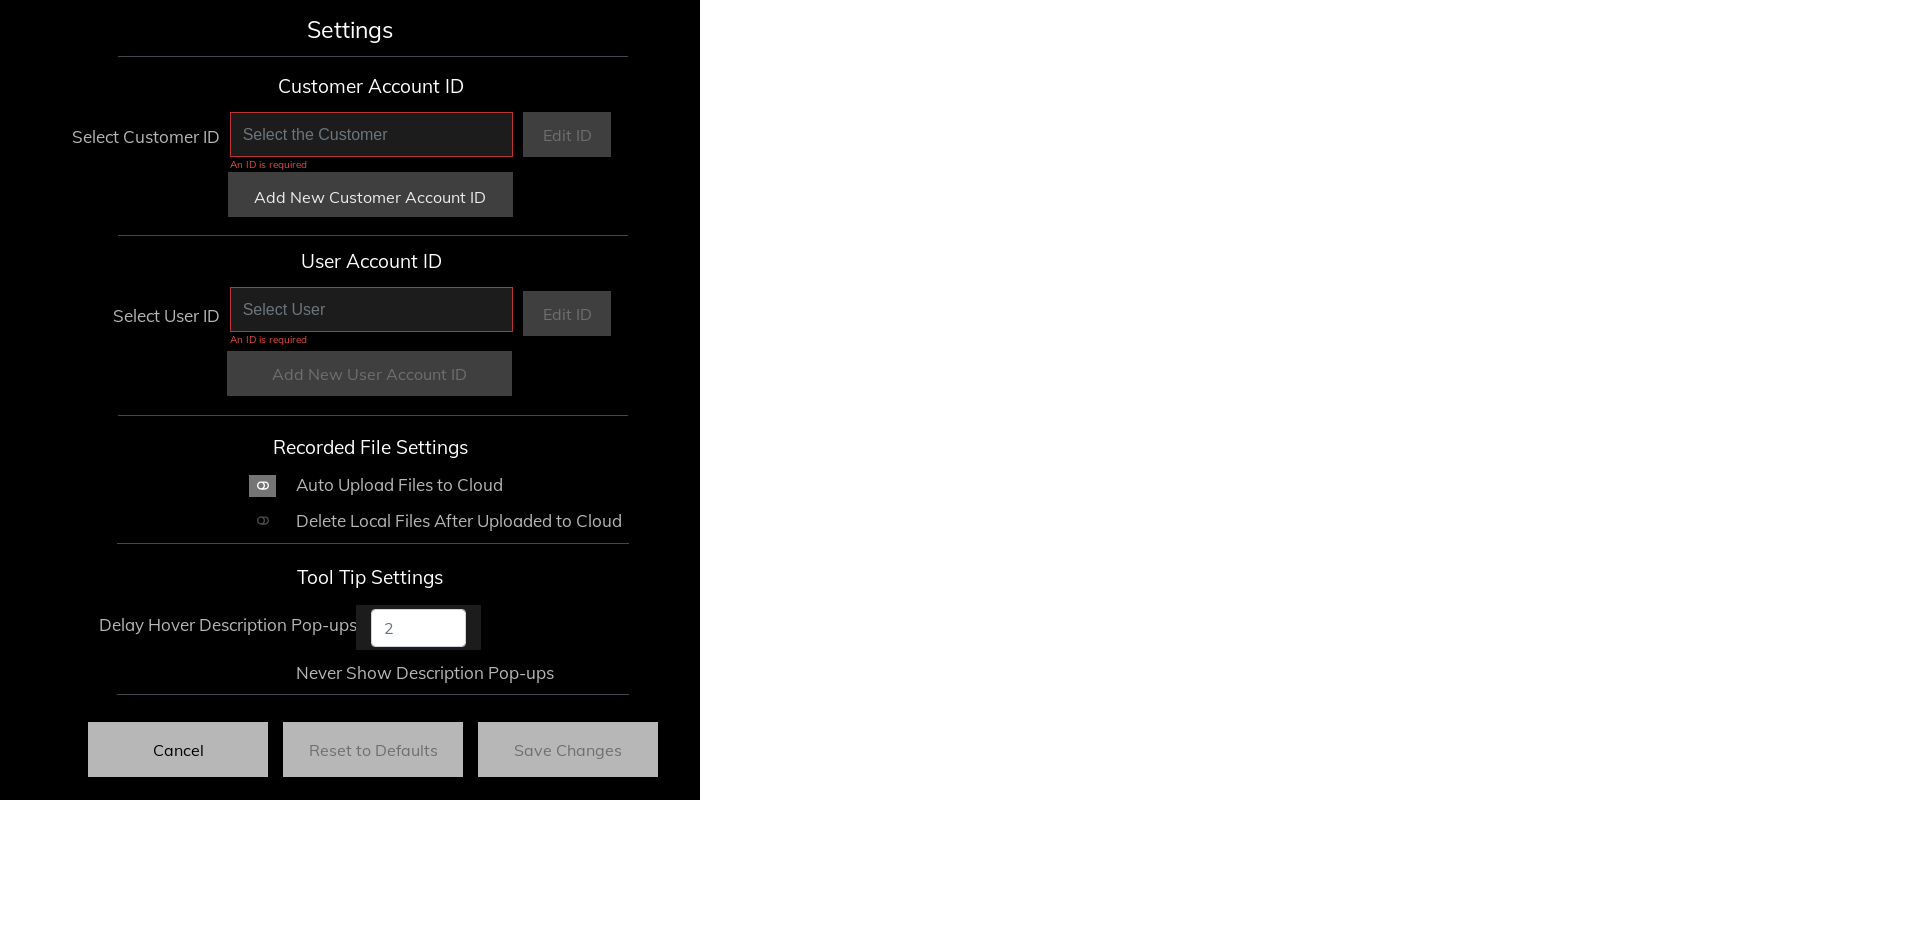 Settings
Customer Account ID
Select Customer ID Select the Customer Edit ID
An ID is required
Add New Customer Account ID
User Account ID
Select User ID Select User Edit ID
An ID is required
Add New User Account ID
Recorded File Settings
Auto Upload Files to Cloud
Delete Local Files After Uploaded to Cloud
Tool Tip Settings
Delay Hover Description Pop-ups 2
Never Show Description Pop-ups
Cancel Reset to Defaults Save Changes